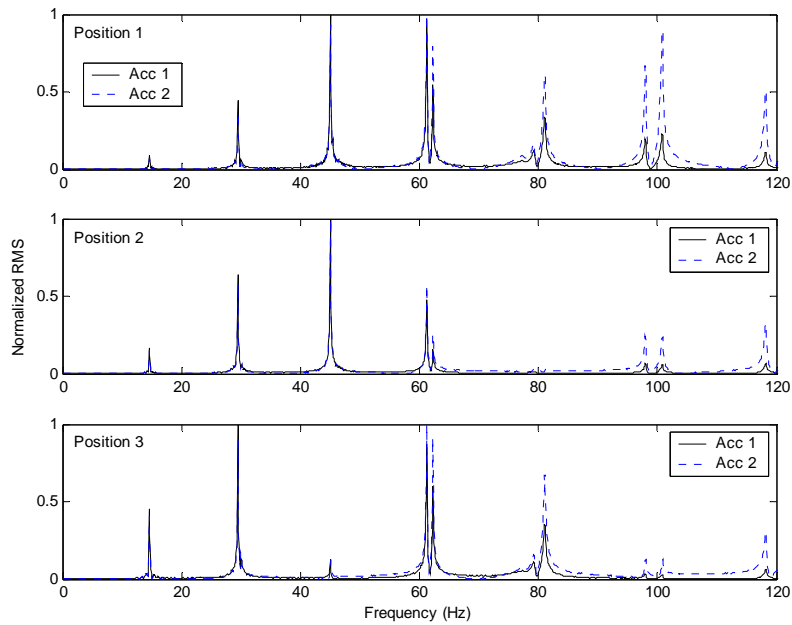 Position 1
Acc 1
Acc 2
1
0.5
0
0 20 40 60 80 100 120
Position 2
Acc 1
Acc 2
1
0.5
0
0 20 40 60 80 100 120
Normalized RMS
Position 3
Acc 1
Acc 2
1
0.5
0
0 20 40 60 80 100 120
Frequency (Hz)